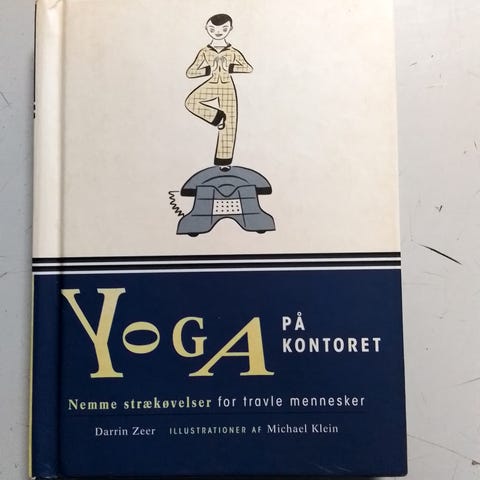 YOGA PÅ
KONTORET
Nemme strækøvelser for travle mennesker
Darrin Zeer ILLUSTRATIONER AF Michael Klein